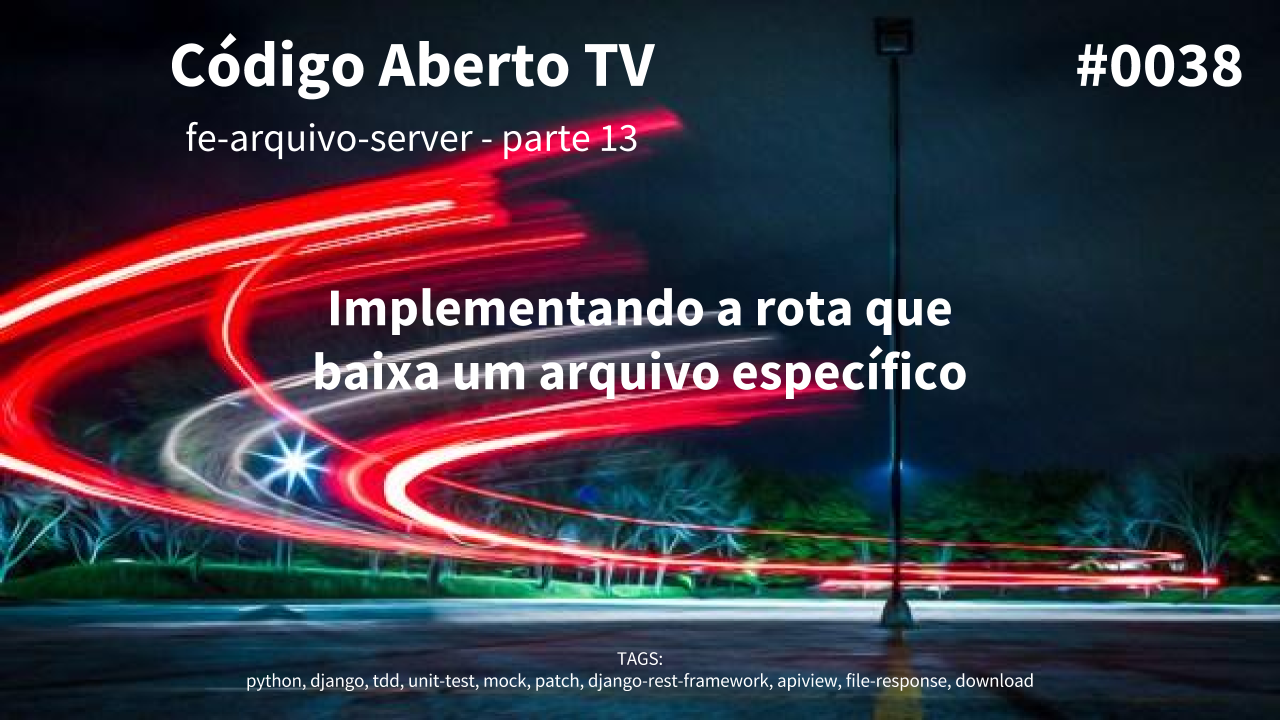 Código Aberto TV
#0038
fe-arquivo-server - parte 13
Implementando a rota que
baixa um arquivo específico
TAGS:
python, django, tdd, unit-test, mock, patch, django-rest-framework, apiview, file-response, download